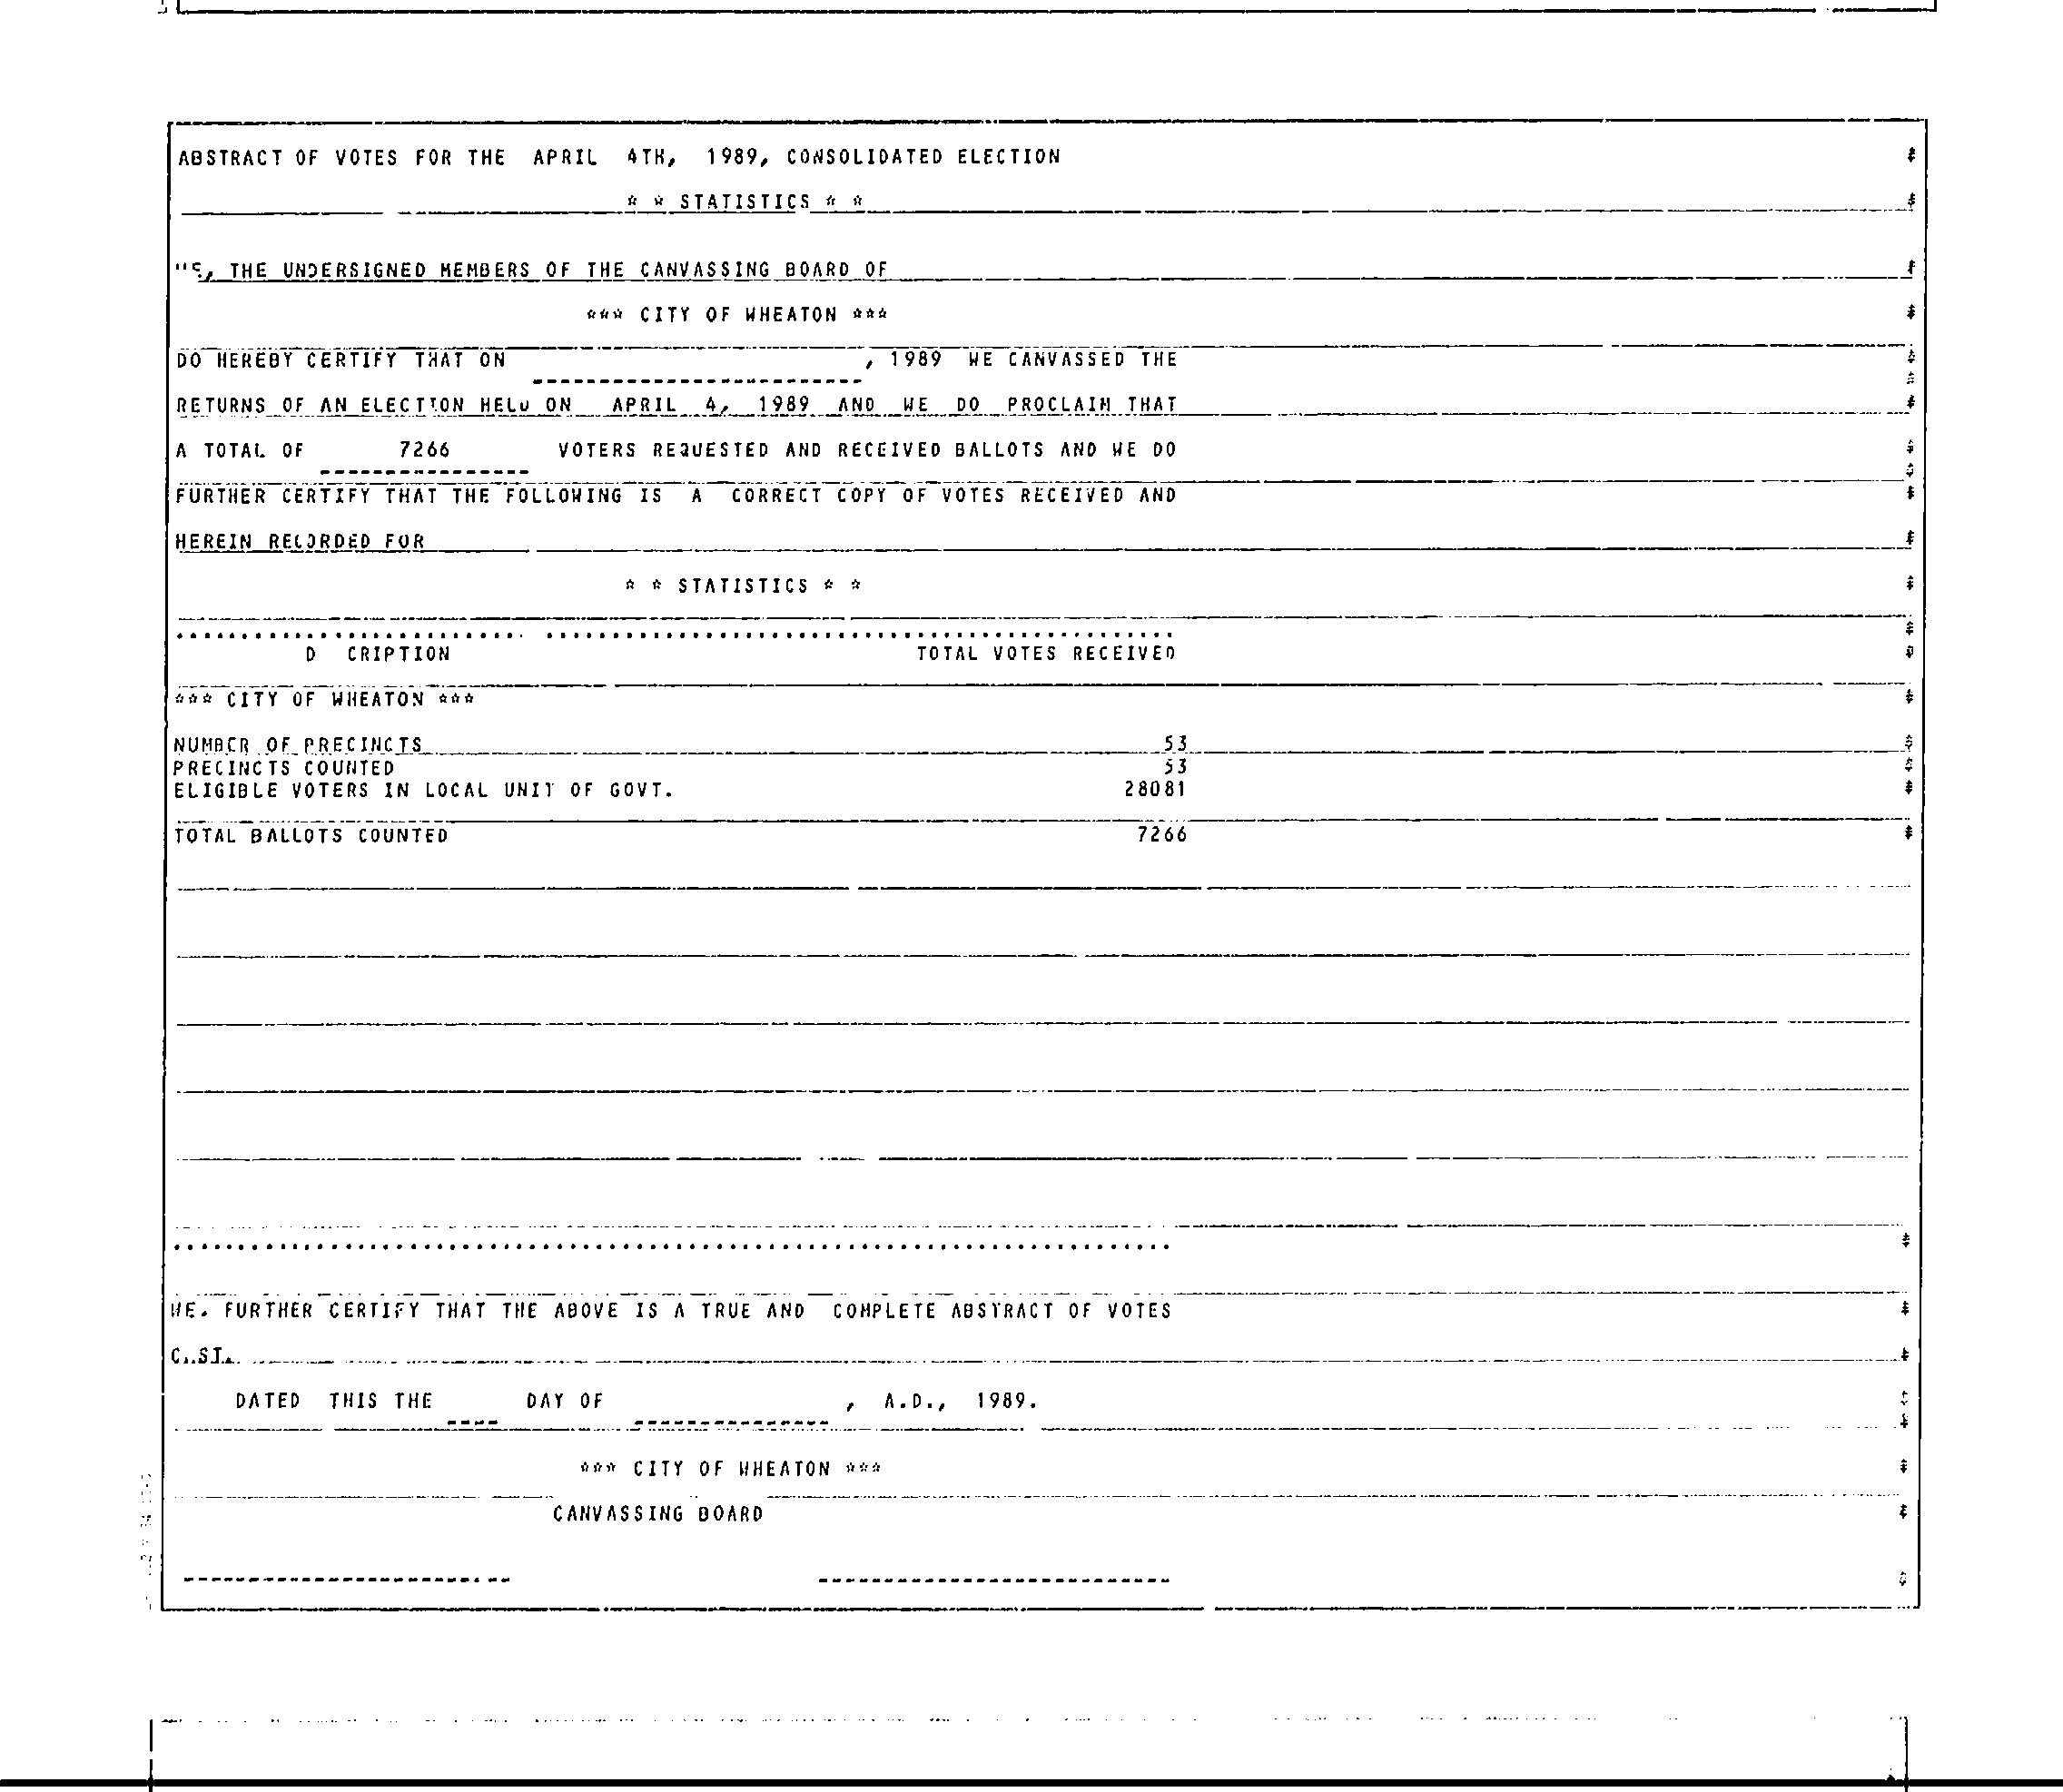 ABSTRACT OF VOTES FOR THE APRIL 4TH, 1989, CONSOLIDATED ELECTION
* * STATISTICS * *
WE, THE UNDERSIGNED MEMBERS OF THE CANVASSING BOARD OF
*** CITY OF WHEATON ***
DO HEREBY CERTIFY THAT ON , 1989 WE CANVASSED THE
RETURNS OF AN ELECTION HELD ON APRIL 4, 1989 AND WE DO PROCLAIM THAT
A TOTAL OF 7266 VOTERS REQUESTED AND RECEIVED BALLOTS AND WE DO
FURTHER CERTIFY THAT THE FOLLOWING IS A CORRECT COPY OF VOTES RECEIVED AND
HEREIN RECORDED FOR
* * STATISTICS * *
D CRIPTION TOTAL VOTES RECEIVED
*** CITY OF WHEATON ***
NUMBER OF PRECINCTS 53
PRECINCTS COUNTED 53
ELIGIBLE VOTERS IN LOCAL UNIT OF GOVT. 28081
TOTAL BALLOTS COUNTED 7266
WE. FURTHER CERTIFY THAT THE ABOVE IS A TRUE AND COMPLETE ABSTRACT OF VOTES
C.ST.
DATED THIS THE DAY OF , A.D., 1989.
*** CITY OF WHEATON ***
CANVASSING BOARD